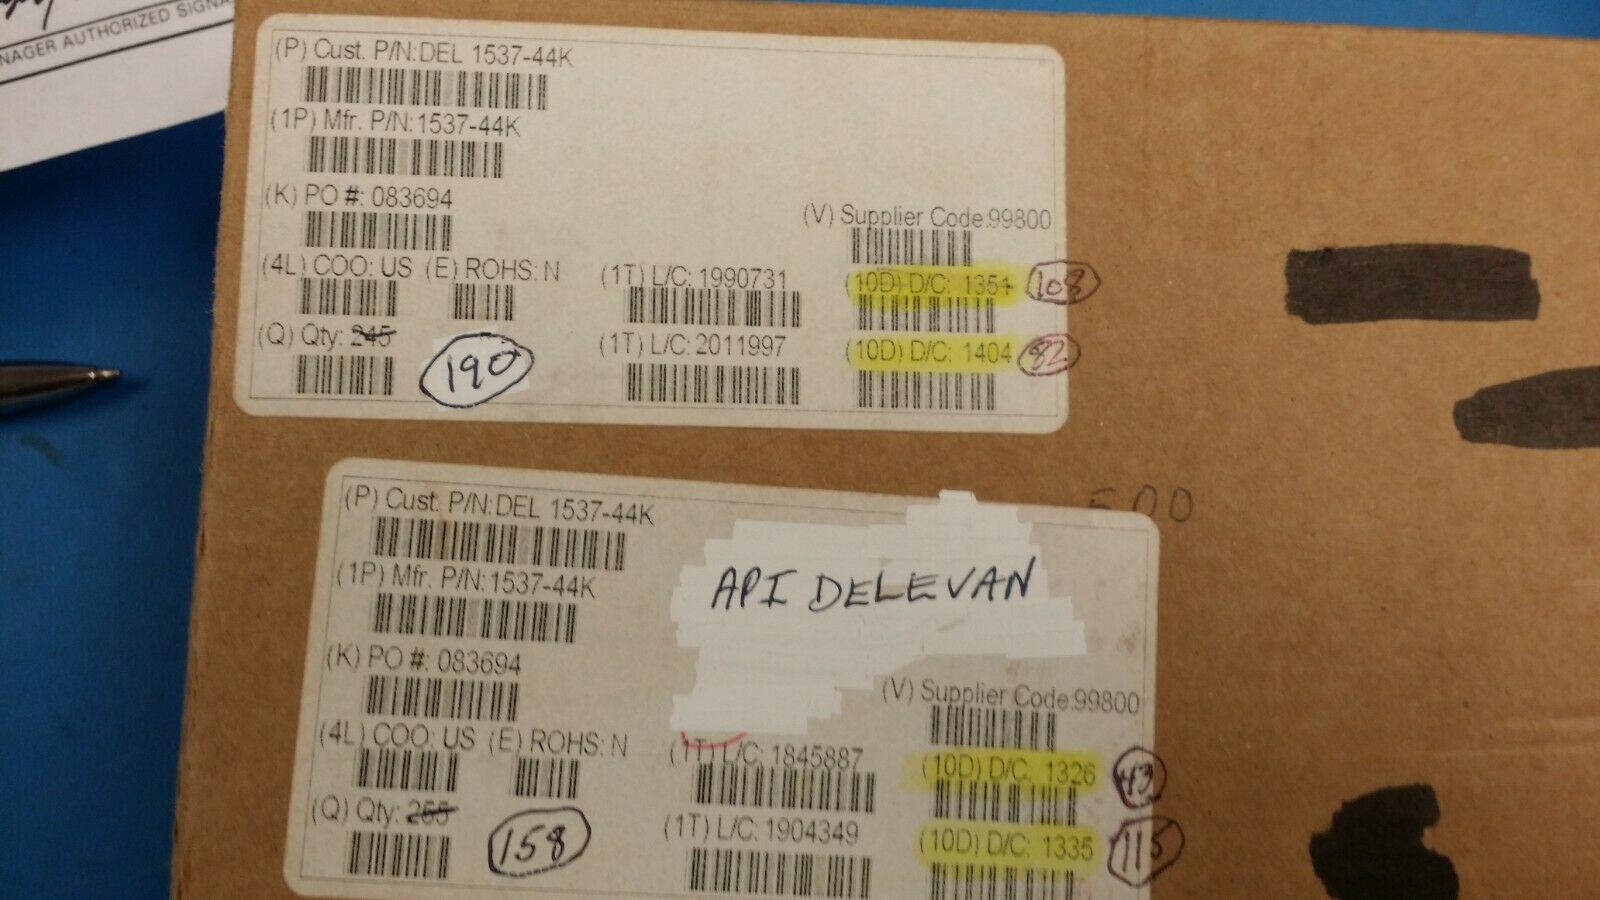 NAGER AUTHORIZED SIGNA
(P) Cust. P/N:DEL 1537-44K
(1P) Mfr. P/N:1537-44K
(K) PO #: 083694
(V) Supplier Code:99800
(4L) COO: US (E) ROHS: N (1T) L/C: 1990731 (10D) D/C: 1351 108
(Q) Qty: 245 190 (1T) L/C: 2011997 (10D) D/C: 1404 82
500
(P) Cust. P/N:DEL 1537-44K
API DELEVAN
(1P) Mfr. P/N:1537-44K
(K) PO #: 083694
(V) Supplier Code:99800
(4L) COO: US (E) ROHS: N (1T) L/C: 1845887 (10D) D/C: 1326 43
(Q) Qty: 265 158 (1T) L/C: 1904349 (10D) D/C: 1335 115